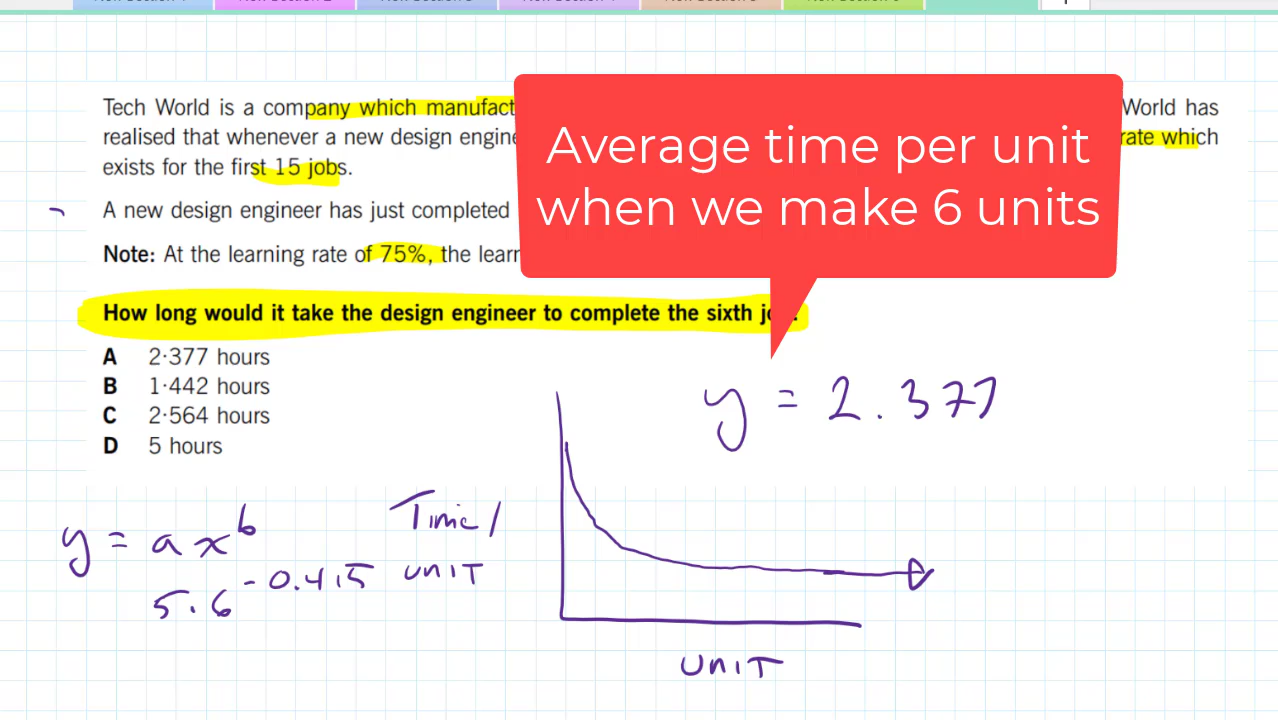 Tech World is a company which manufact
World has
realised that whenever a new design engine
rate which
exists for the first 15 jobs.
A new design engineer has just completed
Note: At the learning rate of 75%, the learn
Average time per unit
when we make 6 units
How long would it take the design engineer to complete the sixth
A 2·377 hours
B 1·442 hours
C 2·564 hours
D 5 hours
y = 2.377
y = a x^b
5.6^-0.415
Time/
UNIT
UNIT